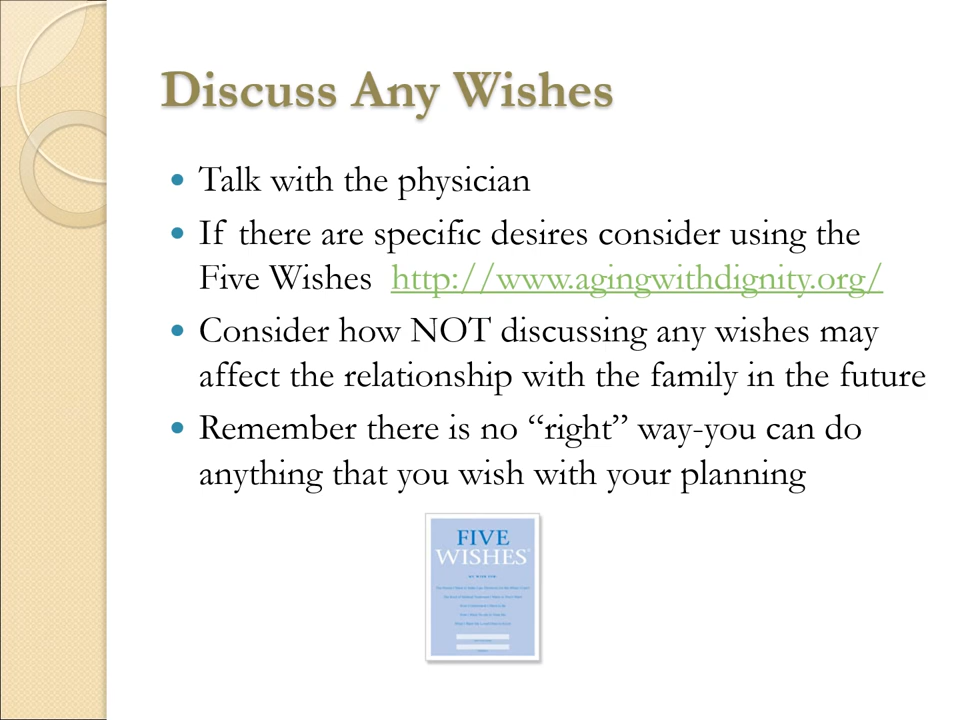 Discuss Any Wishes
Talk with the physician
If there are specific desires consider using the
Five Wishes http://www.agingwithdignity.org/
Consider how NOT discussing any wishes may
affect the relationship with the family in the future
Remember there is no “right” way-you can do
anything that you wish with your planning
FIVE
WISHES®